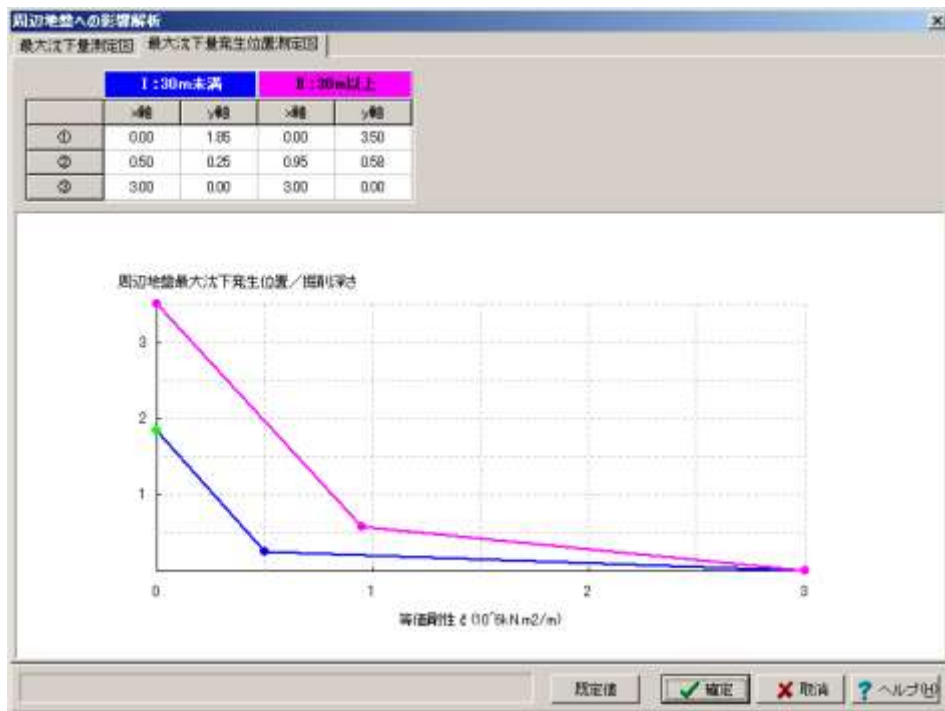 周辺地盤への影響解析
最大沈下量測定図 最大沈下量発生位置測定図
Ⅰ:30m未満 Ⅱ:30m以上
x軸 y軸 x軸 y軸
① 0.00 1.85 0.00 3.50
② 0.50 0.25 0.95 0.58
③ 3.00 0.00 3.00 0.00
周辺地盤最大沈下発生位置/掘削深さ
3
2
1
0 1 2 3
等価剛性 (10^6kN.m2/m)
既定値 確定 取消 ヘルプ(H)